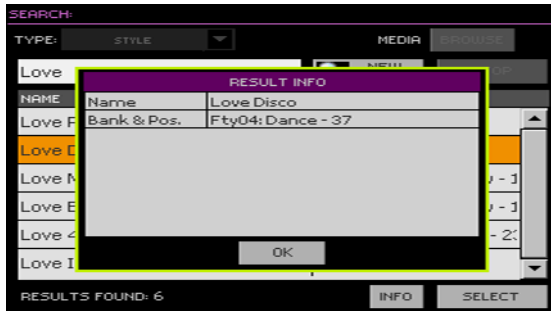 SEARCH:
TYPE: STYLE MEDIA BROWSE
Love
RESULT INFO
NAME
Name Love Disco
Bank & Pos. Fty04: Dance - 37
Love
Love
Love
Love
Love
Love
OK
RESULTS FOUND: 6 INFO SELECT